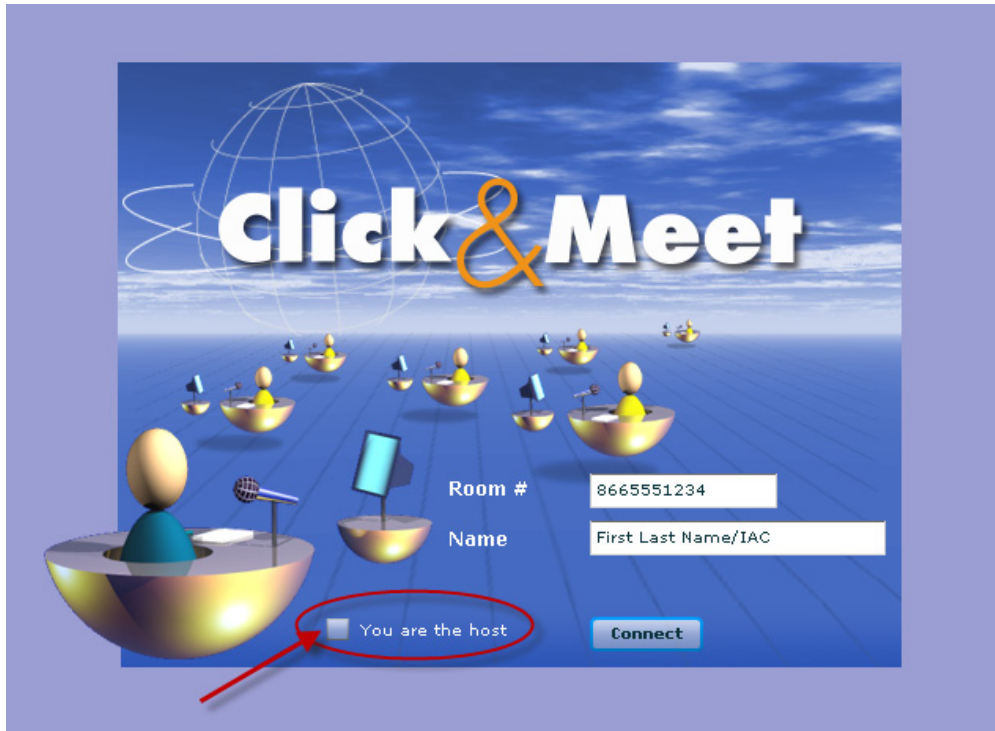 Click&Meet
Room # 8665551234
Name First Last Name/IAC
You are the host Connect